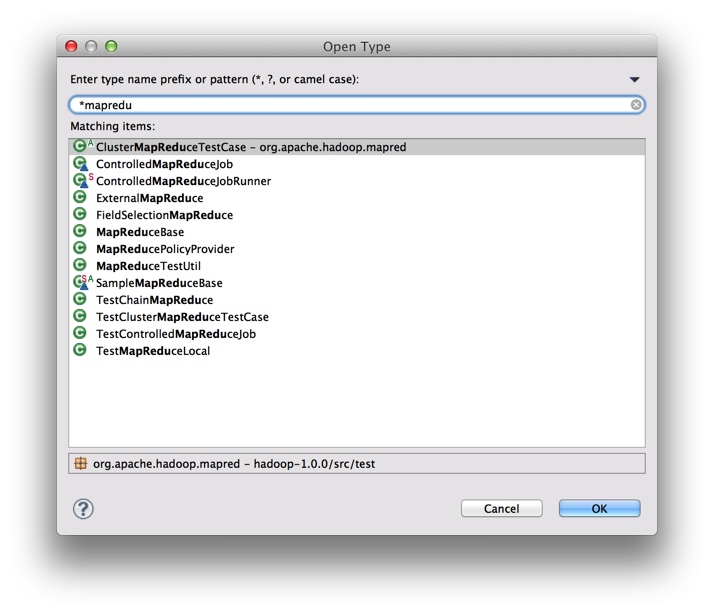 Open Type
Enter type name prefix or pattern (*, ?, or camel case):
*mapredu
Matching items:
C A ClusterMapReduceTestCase – org.apache.hadoop.mapred
C ControlledMapReduceJob
C S ControlledMapReduceJobRunner
C ExternalMapReduce
C FieldSelectionMapReduce
C MapReduceBase
C MapReducePolicyProvider
C MapReduceTestUtil
C S A SampleMapReduceBase
C TestChainMapReduce
C TestClusterMapReduceTestCase
C TestControlledMapReduceJob
C TestMapReduceLocal
org.apache.hadoop.mapred – hadoop-1.0.0/src/test
? Cancel OK